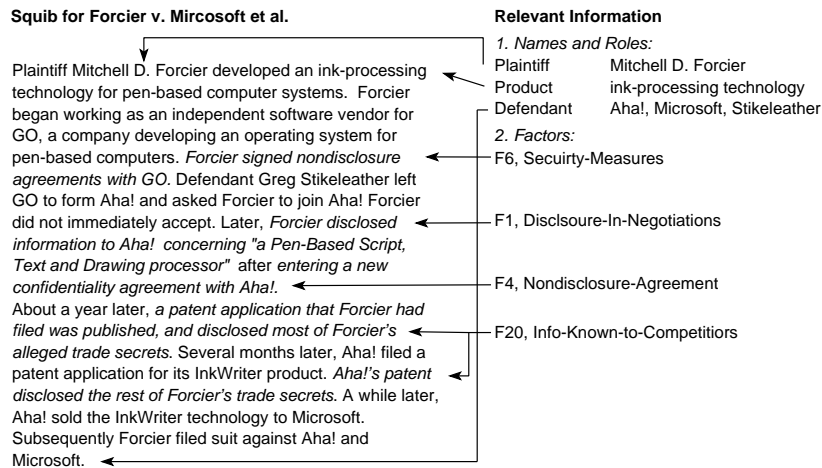 Squib for Forcier v. Mircosoft et al.
Plaintiff Mitchell D. Forcier developed an ink-processing
technology for pen-based computer systems. Forcier
began working as an independent software vendor for
GO, a company developing an operating system for
pen-based computers. Forcier signed nondisclosure
agreements with GO. Defendant Greg Stikeleather left
GO to form Aha! and asked Forcier to join Aha! Forcier
did not immediately accept. Later, Forcier disclosed
information to Aha! concerning "a Pen-Based Script,
Text and Drawing processor" after entering a new
confidentiality agreement with Aha!.
About a year later, a patent application that Forcier had
filed was published, and disclosed most of Forcier's
alleged trade secrets. Several months later, Aha! filed a
patent application for its InkWriter product. Aha!'s patent
disclosed the rest of Forcier's trade secrets. A while later,
Aha! sold the InkWriter technology to Microsoft.
Subsequently Forcier filed suit against Aha! and
Microsoft.
Relevant Information
1. Names and Roles:
Plaintiff Mitchell D. Forcier
Product ink-processing technology
Defendant Aha!, Microsoft, Stikeleather
2. Factors:
F6, Secuirty-Measures
F1, Disclsoure-In-Negotiations
F4, Nondisclosure-Agreement
F20, Info-Known-to-Competitiors